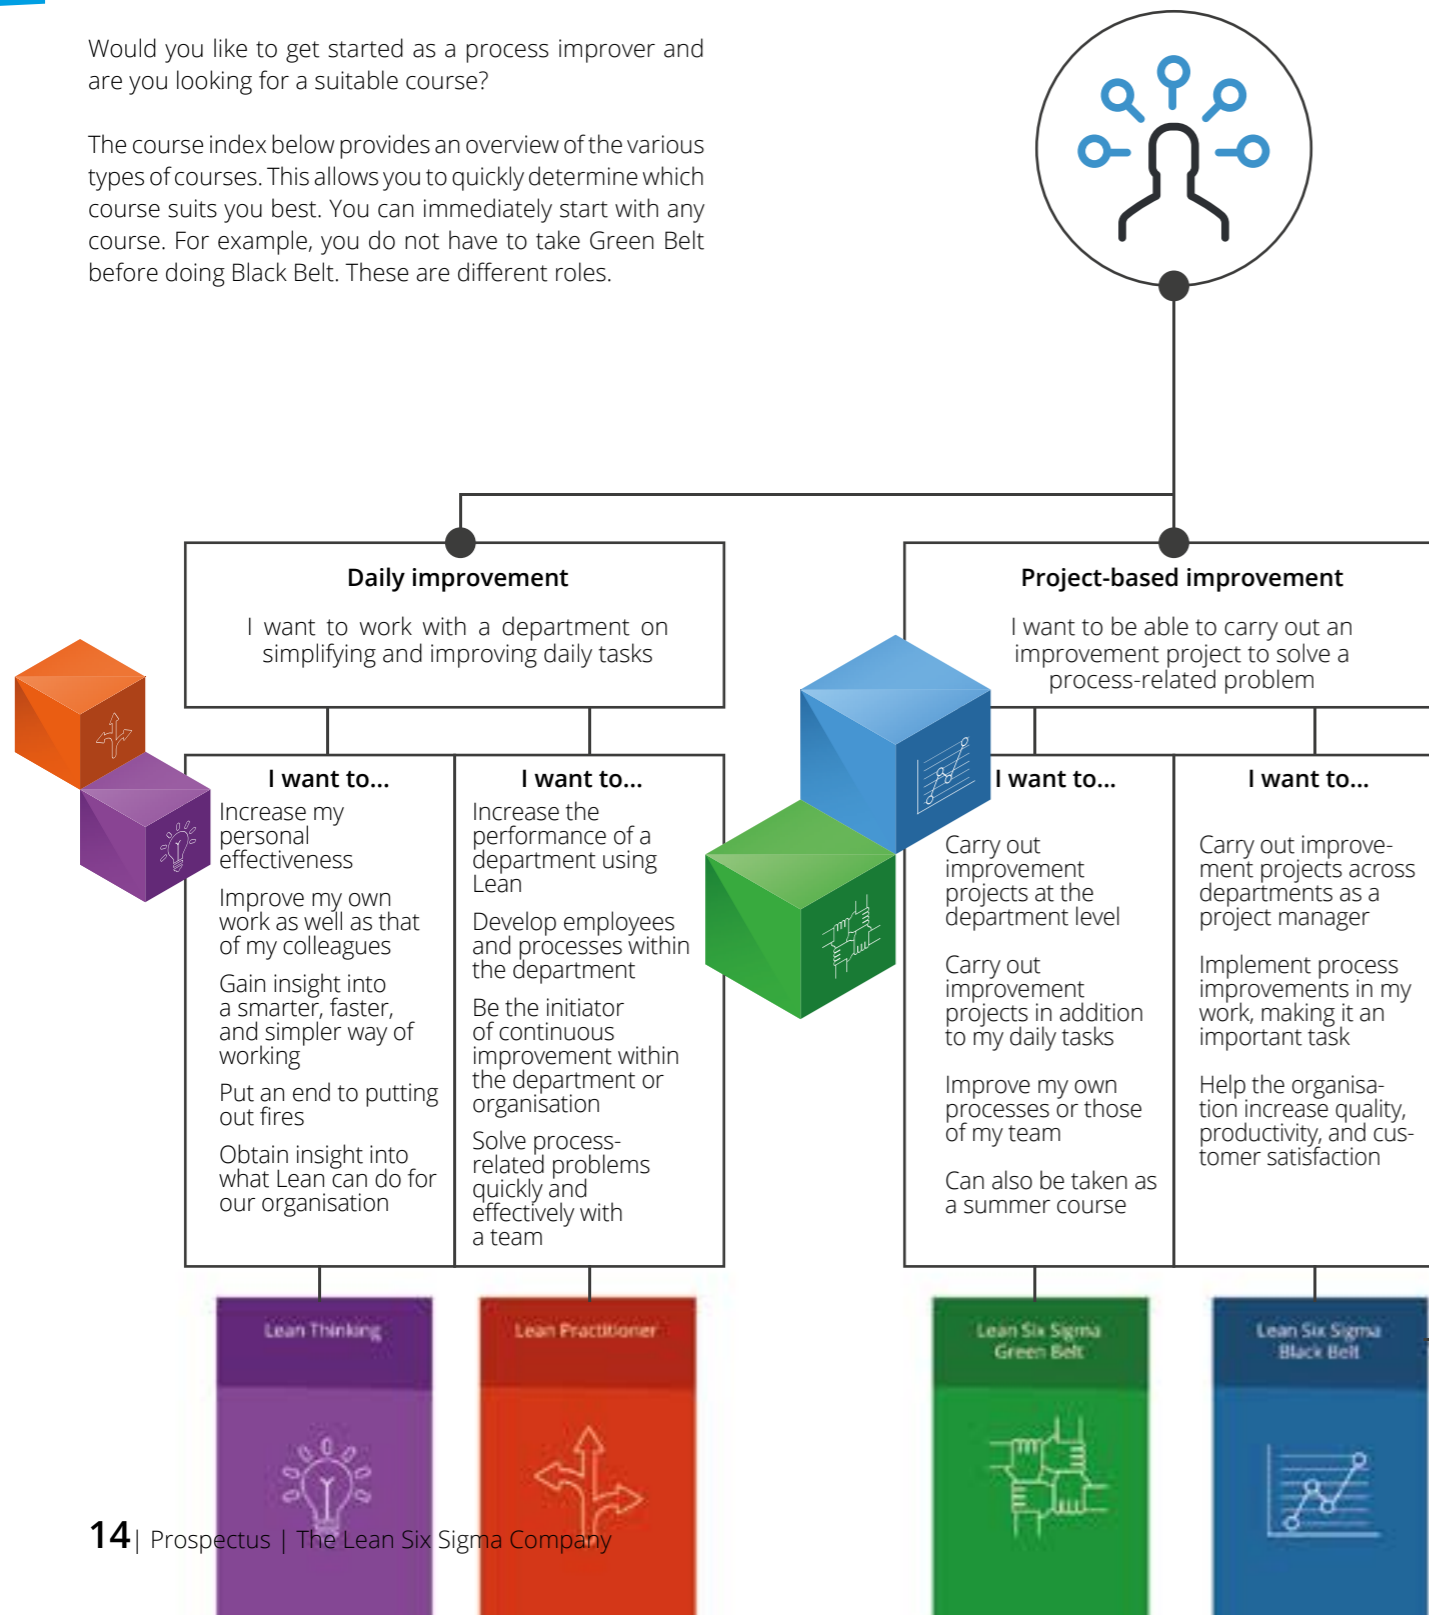 Would you like to get started as a process improver and
are you looking for a suitable course?
The course index below provides an overview of the various
types of courses. This allows you to quickly determine which
course suits you best. You can immediately start with any
course. For example, you do not have to take Green Belt
before doing Black Belt. These are different roles.
Daily improvement
I want to work with a department on
simplifying and improving daily tasks
Project-based improvement
I want to be able to carry out an
improvement project to solve a
process-related problem
I want to...
Increase my
personal
effectiveness
Improve my own
work as well as that
of my colleagues
Gain insight into
a smarter, faster,
and simpler way of
working
Put an end to putting
out fires
Obtain insight into
what Lean can do for
our organisation
I want to...
Increase the
performance of a
department using
Lean
Develop employees
and processes within
the department
Be the initiator
of continuous
improvement within
the department or
organisation
Solve process-
related problems
quickly and
effectively with
a team
I want to...
Carry out
improvement
projects at the
department level
Carry out
improvement
projects in addition
to my daily tasks
Improve my own
processes or those
of my team
Can also be taken as
a summer course
I want to...
Carry out improve-
ment projects across
departments as a
project manager
Implement process
improvements in my
work, making it an
important task
Help the organisa-
tion increase quality,
productivity, and cus-
tomer satisfaction
Lean Thinking
Lean Practitioner
Lean Six Sigma
Green Belt
Lean Six Sigma
Black Belt
14| Prospectus | The Lean Six Sigma Company